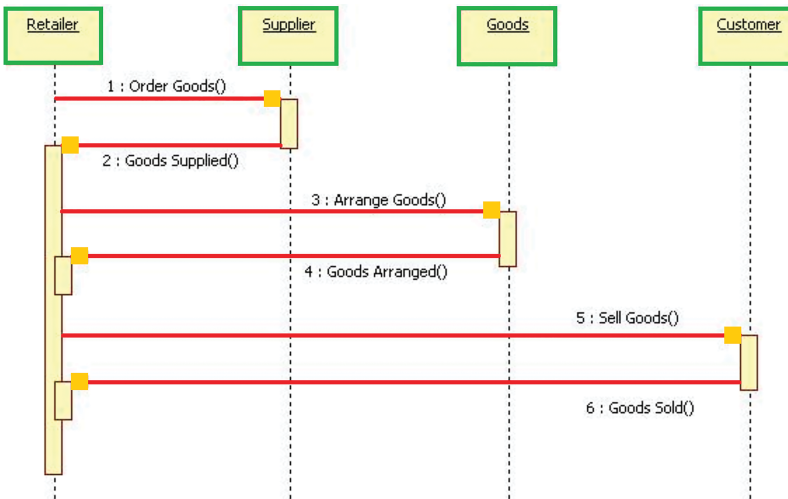 Retailer
Supplier
Goods
Customer
1 : Order Goods()
2 : Goods Supplied()
3 : Arrange Goods()
4 : Goods Arranged()
5 : Sell Goods()
6 : Goods Sold()